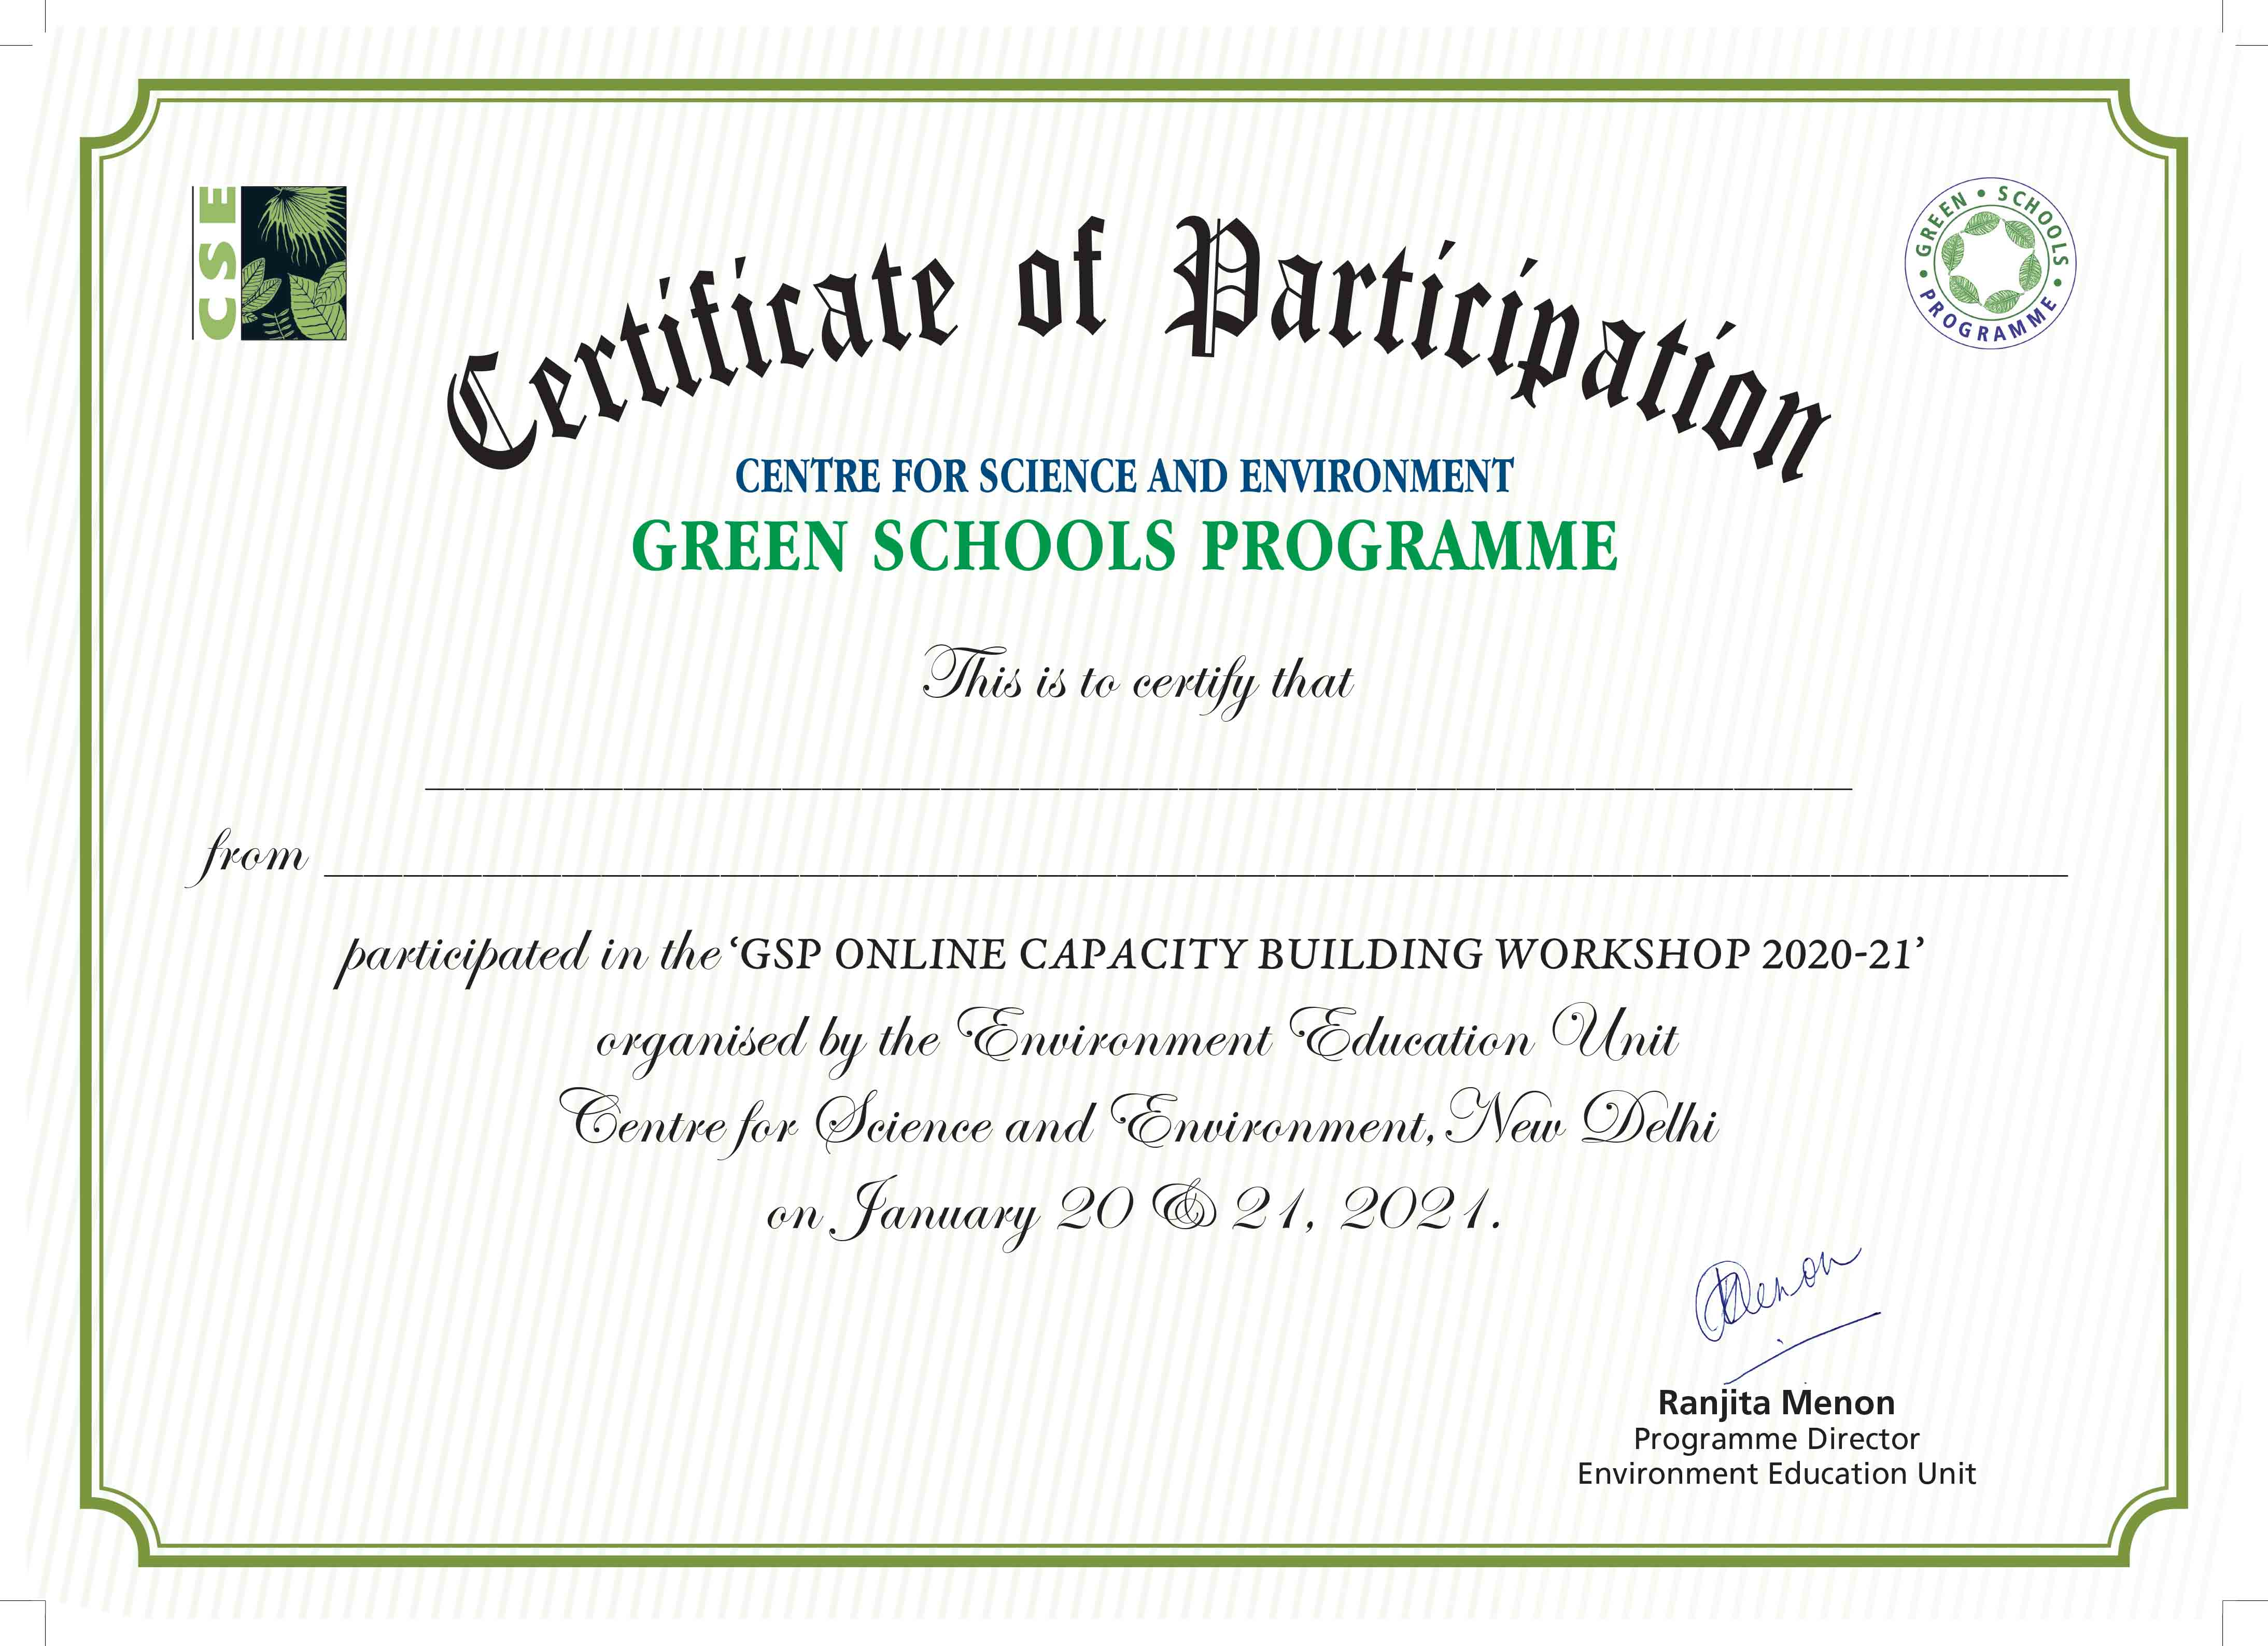 CSE
GREEN • SCHOOLS • PROGRAMME •
Certificate of Participation
CENTRE FOR SCIENCE AND ENVIRONMENT
GREEN SCHOOLS PROGRAMME
This is to certify that
from
participated in the ‘GSP ONLINE CAPACITY BUILDING WORKSHOP 2020-21’
organised by the Environment Education Unit
Centre for Science and Environment, New Delhi
on January 20 & 21, 2021.
Menon
Ranjita Menon
Programme Director
Environment Education Unit